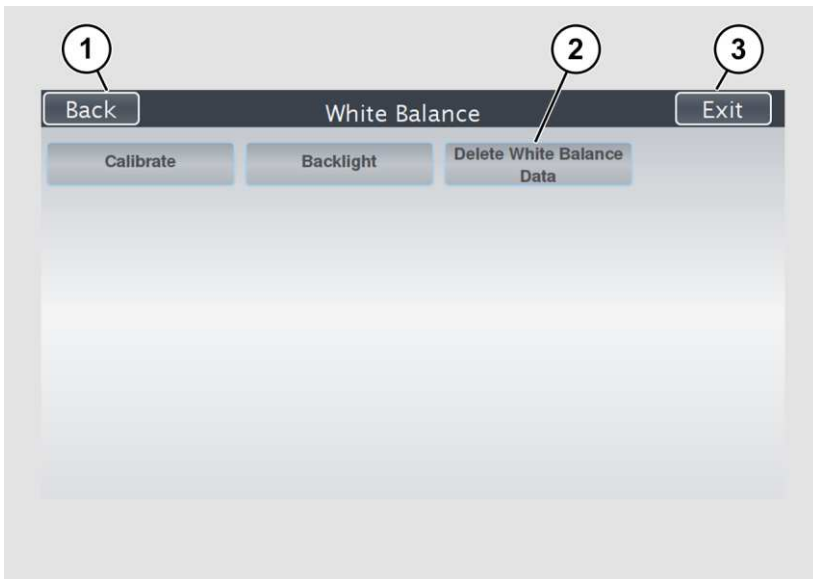 1
2
3
Back
White Balance
Exit
Calibrate
Backlight
Delete White Balance
Data